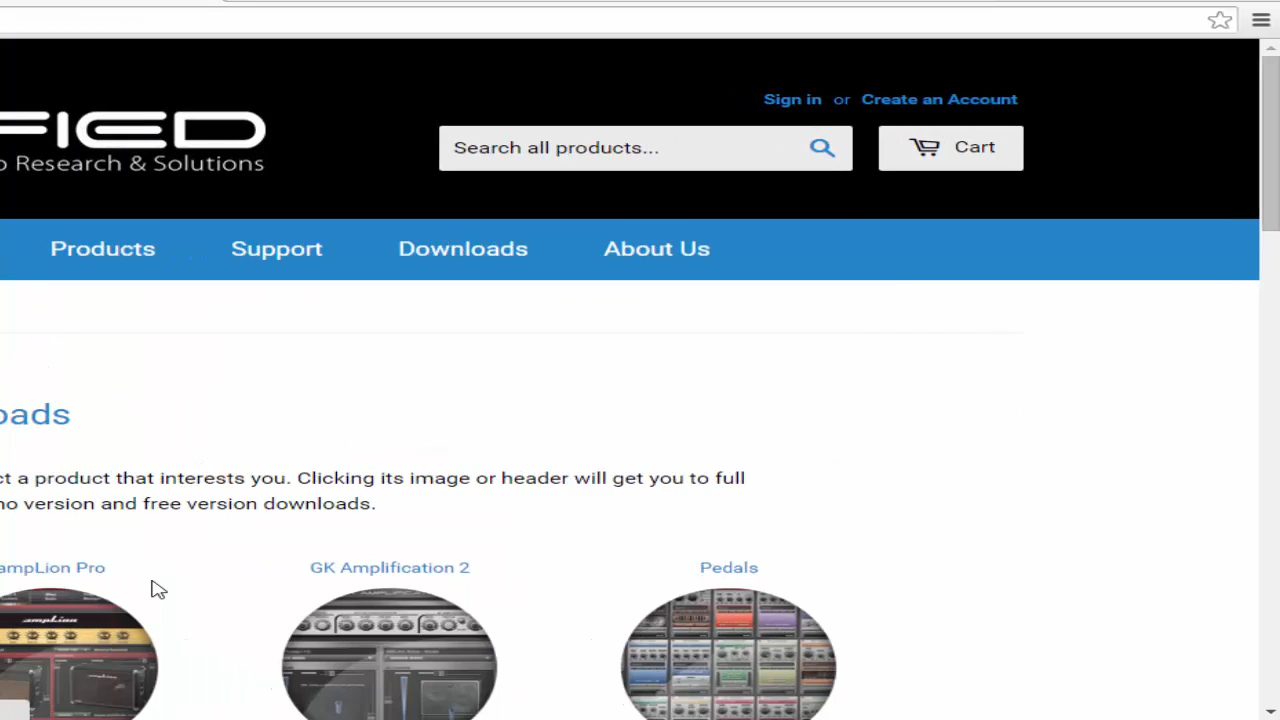 Sign in or Create an Account
FIED
o Research & Solutions
Search all products...
Cart
Products Support Downloads About Us
oads
ct a product that interests you. Clicking its image or header will get you to full
no version and free version downloads.
ampLion Pro GK Amplification 2 Pedals
ampLion